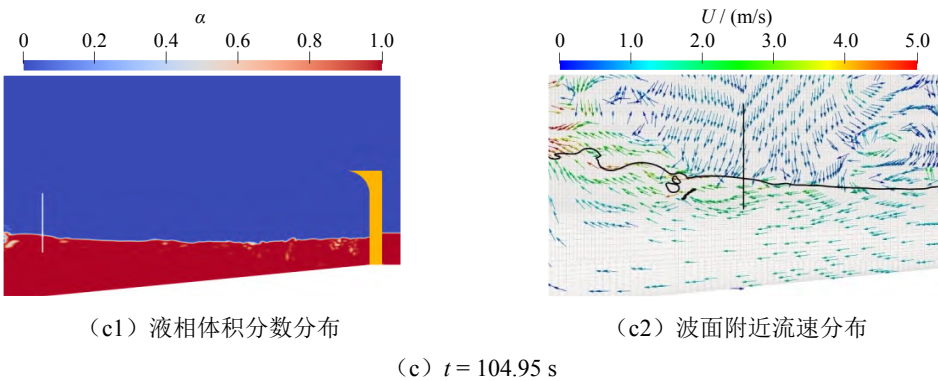 α
0 0.2 0.4 0.6 0.8 1.0
U / (m/s)
0 1.0 2.0 3.0 4.0 5.0
（c1）液相体积分数分布
（c2）波面附近流速分布
（c）t = 104.95 s